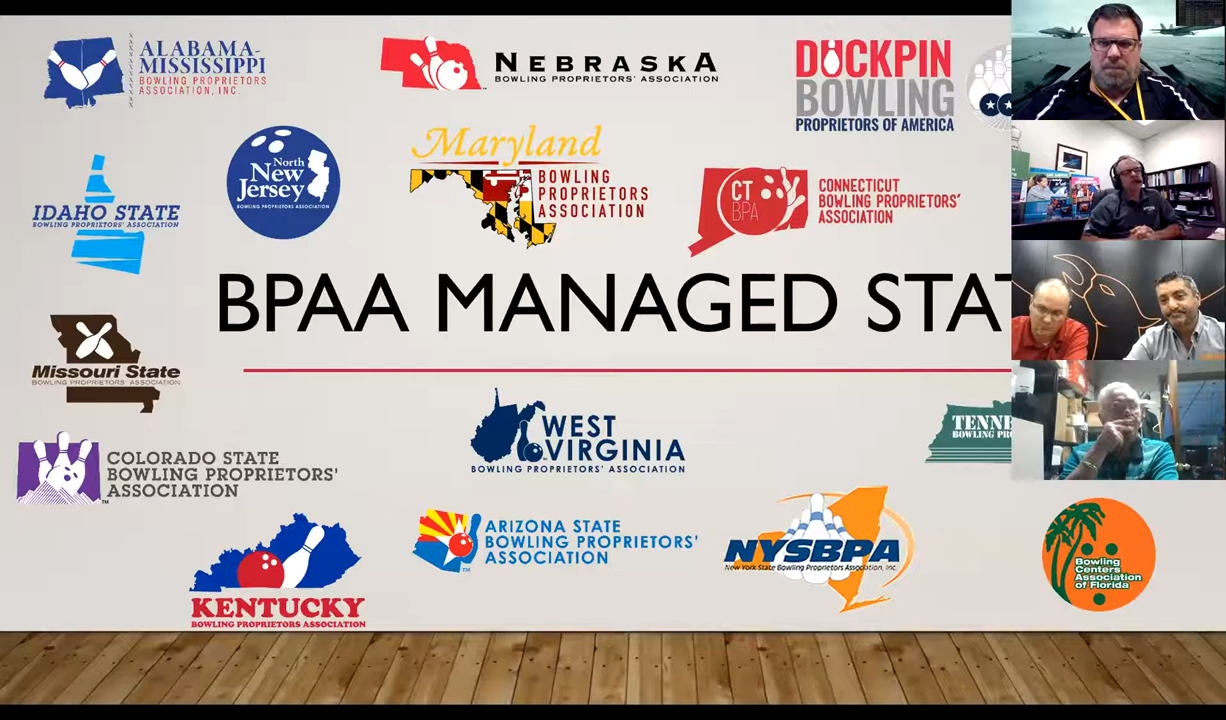 ALABAMA-
MISSISSIPPI
BOWLING PROPRIETORS
ASSOCIATION, INC.
NEBRASKA
BOWLING PROPRIETORS' ASSOCIATION
DUCKPIN
BOWLING
PROPRIETORS OF AMERICA
IDAHO STATE
BOWLING PROPRIETORS' ASSOCIATION
North
New
Jersey
BOWLING PROPRIETORS ASSOCIATION
Maryland
BOWLING
PROPRIETORS
ASSOCIATION
CT
BPA
CONNECTICUT
BOWLING PROPRIETORS'
ASSOCIATION
BPAA MANAGED STAT
Missouri State
BOWLING PROPRIETORS' ASSOCIATION
WEST
VIRGINIA
BOWLING PROPRIETORS' ASSOCIATION
TENNE
BOWLING PRO
COLORADO STATE
BOWLING PROPRIETORS'
ASSOCIATION
TM
KENTUCKY
BOWLING PROPRIETORS ASSOCIATION
ARIZONA STATE
BOWLING PROPRIETORS'
ASSOCIATION
TM
NYSBPA
New York State Bowling Proprietors Association, Inc.
Bowling
Centers
Association
of Florida